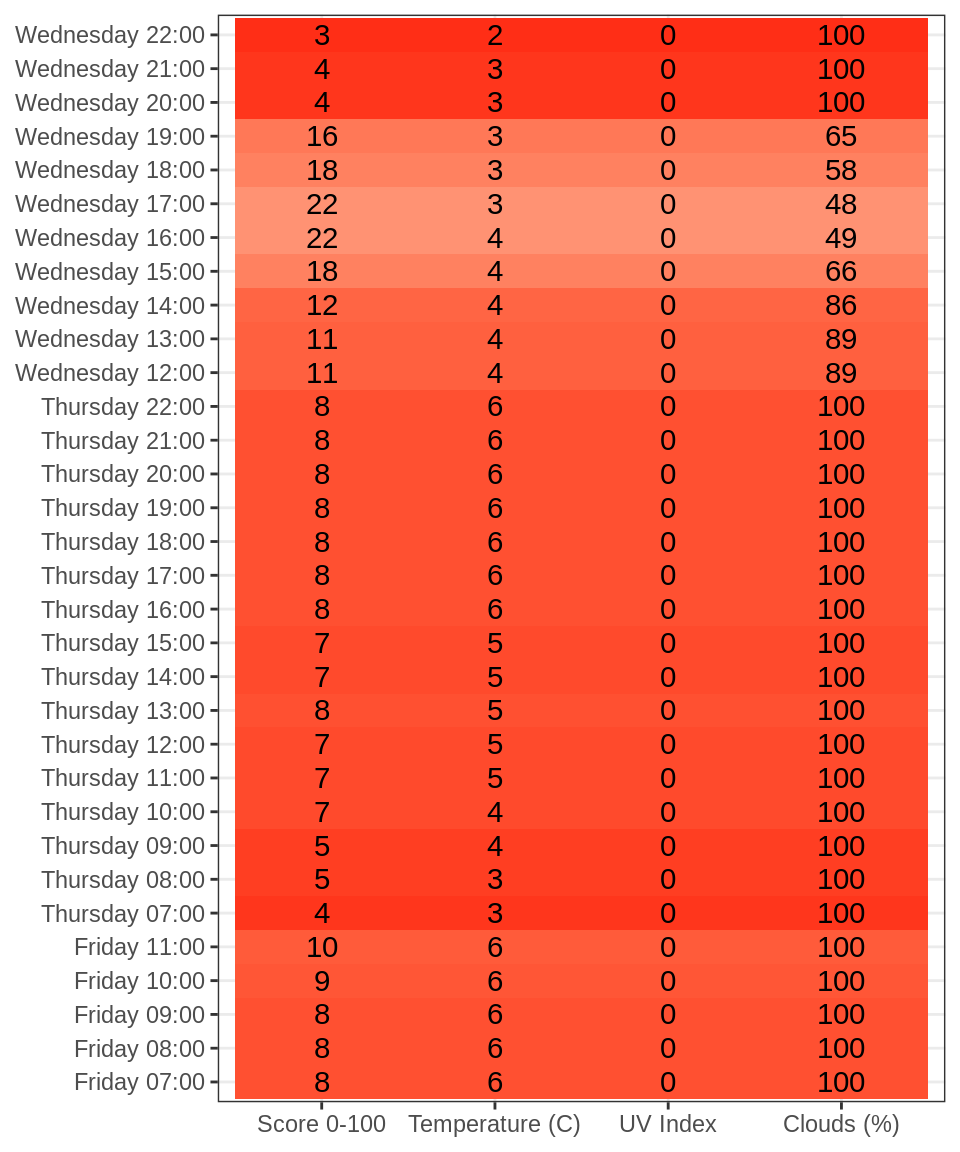 Wednesday 22:00 3 2 0 100
Wednesday 21:00 4 3 0 100
Wednesday 20:00 4 3 0 100
Wednesday 19:00 16 3 0 65
Wednesday 18:00 18 3 0 58
Wednesday 17:00 22 3 0 48
Wednesday 16:00 22 4 0 49
Wednesday 15:00 18 4 0 66
Wednesday 14:00 12 4 0 86
Wednesday 13:00 11 4 0 89
Wednesday 12:00 11 4 0 89
Thursday 22:00 8 6 0 100
Thursday 21:00 8 6 0 100
Thursday 20:00 8 6 0 100
Thursday 19:00 8 6 0 100
Thursday 18:00 8 6 0 100
Thursday 17:00 8 6 0 100
Thursday 16:00 8 6 0 100
Thursday 15:00 7 5 0 100
Thursday 14:00 7 5 0 100
Thursday 13:00 8 5 0 100
Thursday 12:00 7 5 0 100
Thursday 11:00 7 5 0 100
Thursday 10:00 7 4 0 100
Thursday 09:00 5 4 0 100
Thursday 08:00 5 3 0 100
Thursday 07:00 4 3 0 100
Friday 11:00 10 6 0 100
Friday 10:00 9 6 0 100
Friday 09:00 8 6 0 100
Friday 08:00 8 6 0 100
Friday 07:00 8 6 0 100
Score 0-100 Temperature (C) UV Index Clouds (%)